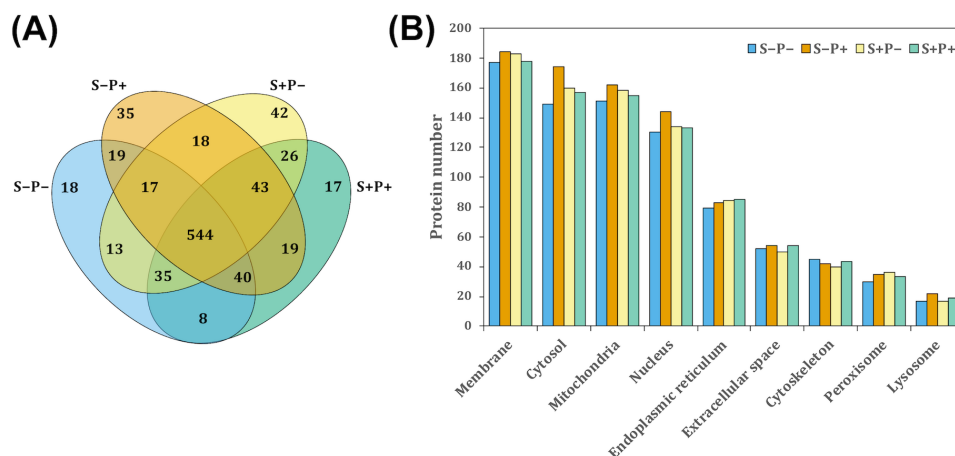 (A)
S−P+
S+P−
35
42
18
19
26
S−P−
18
17
43
17
S+P+
544
13
19
35
40
8
(B)
200
180
160
140
120
100
80
60
40
20
0
Protein number
S−P−
S−P+
S+P−
S+P+
Membrane
Cytosol
Mitochondria
Nucleus
Endoplasmic reticulum
Extracellular space
Cytoskeleton
Peroxisome
Lysosome